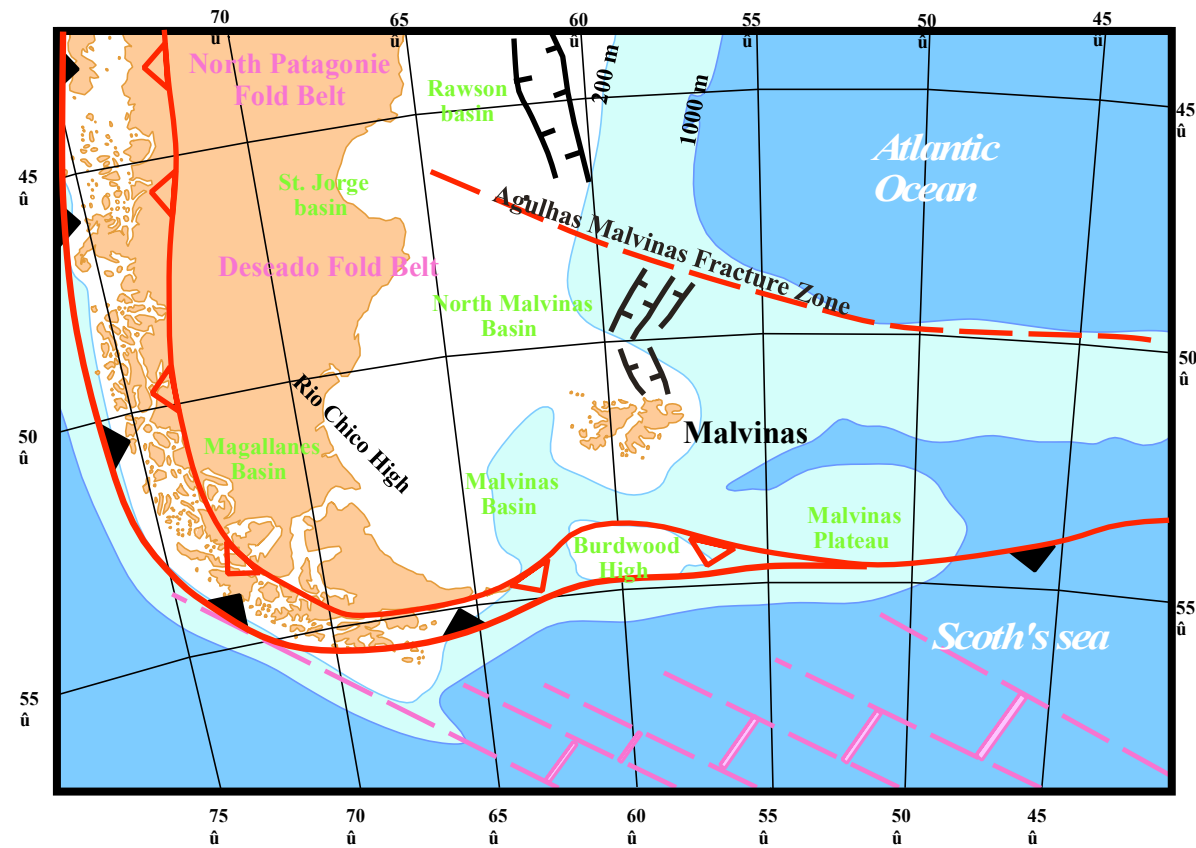 70
û
65
û
60
û
55
û
50
û
45
û
North Patagonie
Fold Belt
Rawson
basin
200 m
1000 m
45
û
Atlantic
Ocean
45
û
St. Jorge
basin
Agulhas Malvinas Fracture Zone
Deseado Fold Belt
North Malvinas
Basin
50
û
Rio Chico High
50
û
Malvinas
Magallanes
Basin
Malvinas
Basin
Malvinas
Plateau
Burdwood
High
55
û
Scoth's sea
55
û
75
û
70
û
65
û
60
û
55
û
50
û
45
û